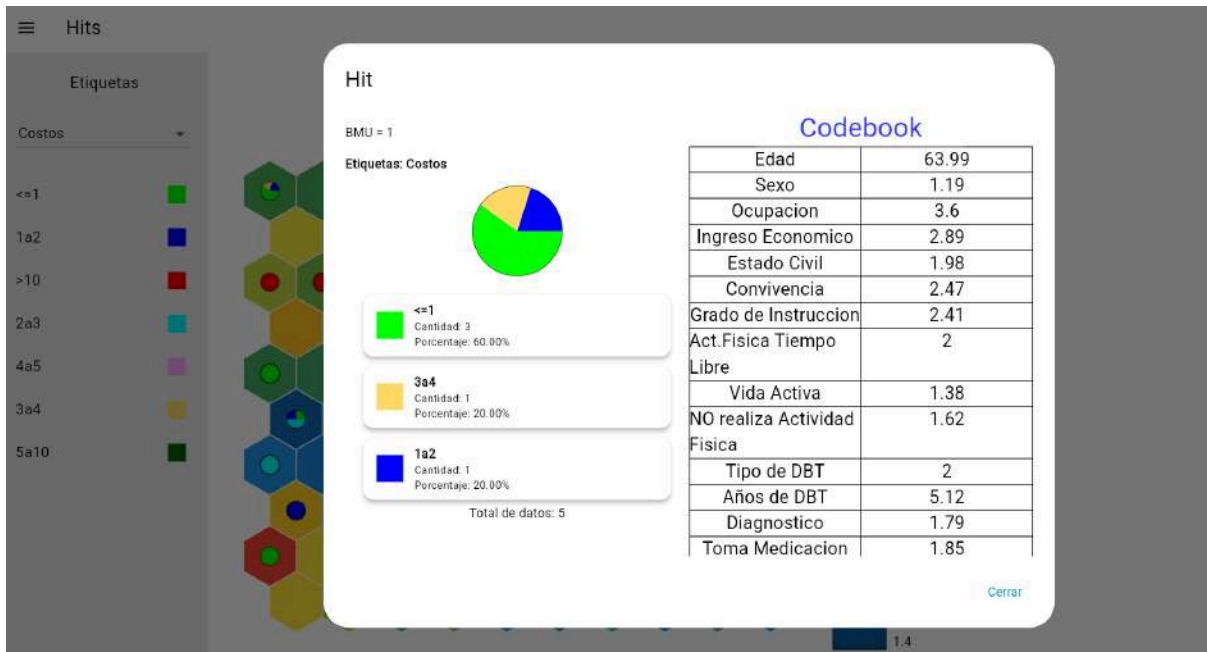 Hits
Etiquetas
Costos
<=1
1a2
>10
2a3
4a5
3a4
5a10
Hit
BMU = 1
Etiquetas: Costos
<=1
Cantidad: 3
Porcentaje: 60.00%
3a4
Cantidad: 1
Porcentaje: 20.00%
1a2
Cantidad: 1
Porcentaje: 20.00%
Total de datos: 5
Codebook
Edad 63.99
Sexo 1.19
Ocupacion 3.6
Ingreso Economico 2.89
Estado Civil 1.98
Convivencia 2.47
Grado de Instruccion 2.41
Act.Fisica Tiempo 2
Libre
Vida Activa 1.38
NO realiza Actividad 1.62
Fisica
Tipo de DBT 2
Años de DBT 5.12
Diagnostico 1.79
Toma Medicacion 1.85
Cerrar
1.4